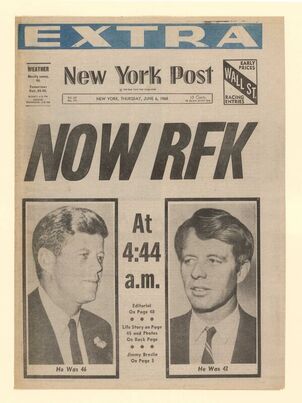 EXTRA
WEATHER
New York Post
EARLY
PRICES
WALL ST.
RACING
ENTRIES
NEW YORK, THURSDAY, JUNE 6, 1968
10 Cents
NOW RFK
At
4:44
a.m.
Editorial
On Page 48
Life Story on Page
45 and Photos
On Back Page
Jimmy Breslin
On Page 5
He Was 46
He Was 42